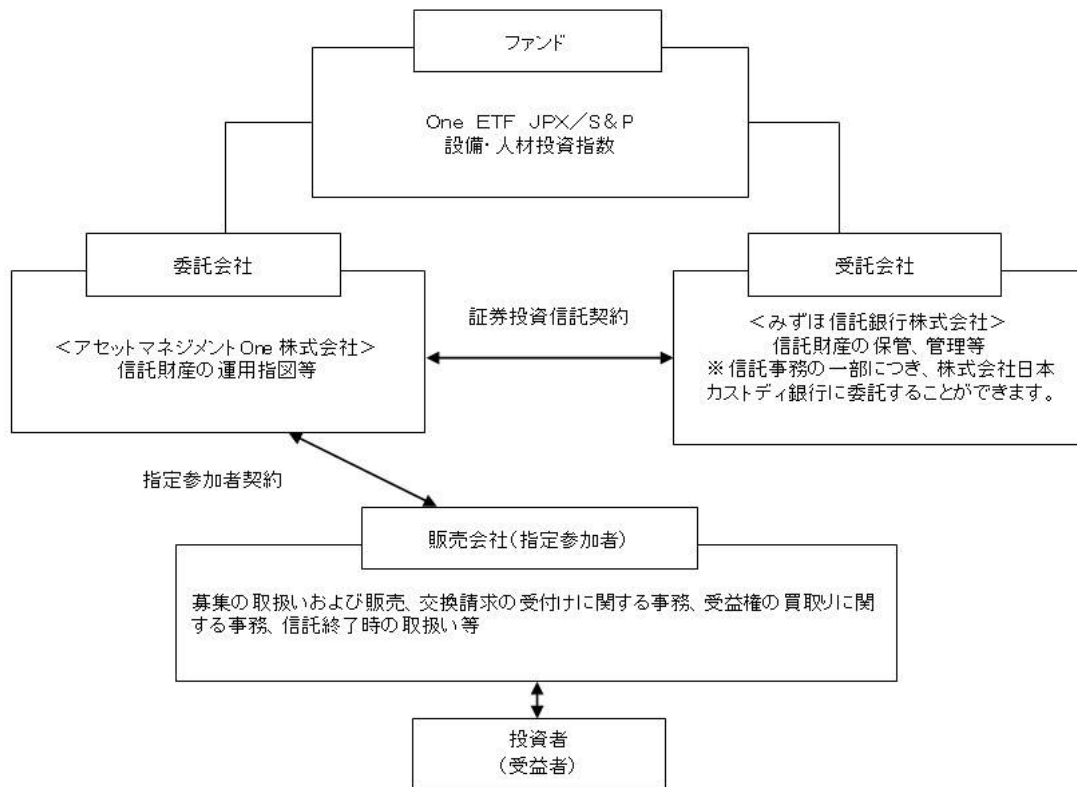 ファンド
One ETF JPX/S&P
設備・人材投資指数
委託会社
<アセットマネジメントOne 株式会社>
信託財産の運用指図等
証券投資信託契約
受託会社
<みずほ信託銀行株式会社>
信託財産の保管、管理等
※信託事務の一部につき、株式会社日本
カストディ銀行に委託することができます。
指定参加者契約
販売会社(指定参加者)
募集の取扱いおよび販売、交換請求の受付けに関する事務、受益権の買取りに関
する事務、信託終了時の取扱い等
投資者
(受益者)